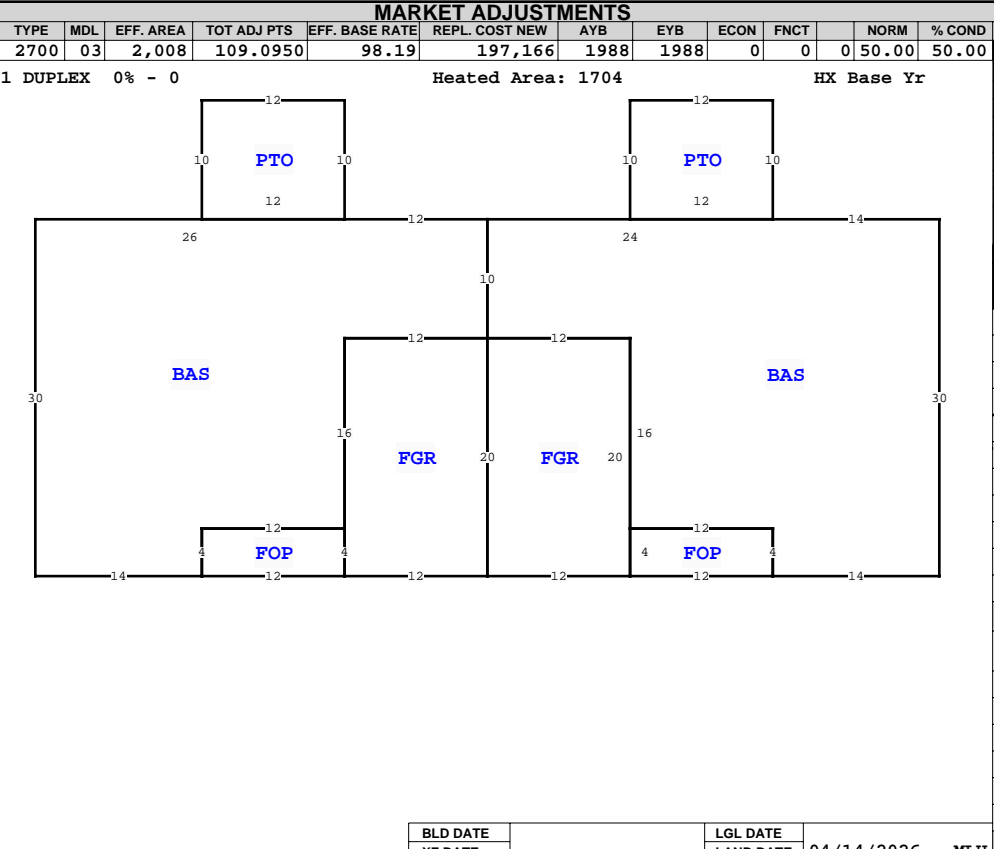 MARKET ADJUSTMENTS
TYPE MDL EFF. AREA TOT ADJ PTS EFF. BASE RATE REPL. COST NEW AYB EYB ECON FNCT NORM % COND
2700 03 2,008 109.0950 98.19 197,166 1988 1988 0 0 0 50.00 50.00
1 DUPLEX 0% - 0 Heated Area: 1704 HX Base Yr
12 12
10 PTO 10 10 PTO 10
12 12
12 14
26 24
10
12 12
BAS BAS
30 30
16 16
FGR 20 FGR 20
12 12
4 FOP 4 4 FOP 4
14 12 12 12 12 14
BLD DATE LGL DATE